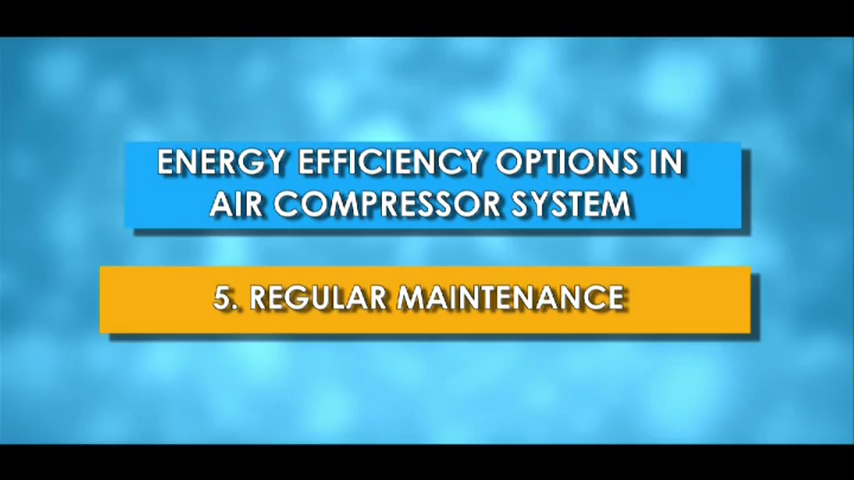 ENERGY EFFICIENCY OPTIONS IN
AIR COMPRESSOR SYSTEM
5. REGULAR MAINTENANCE